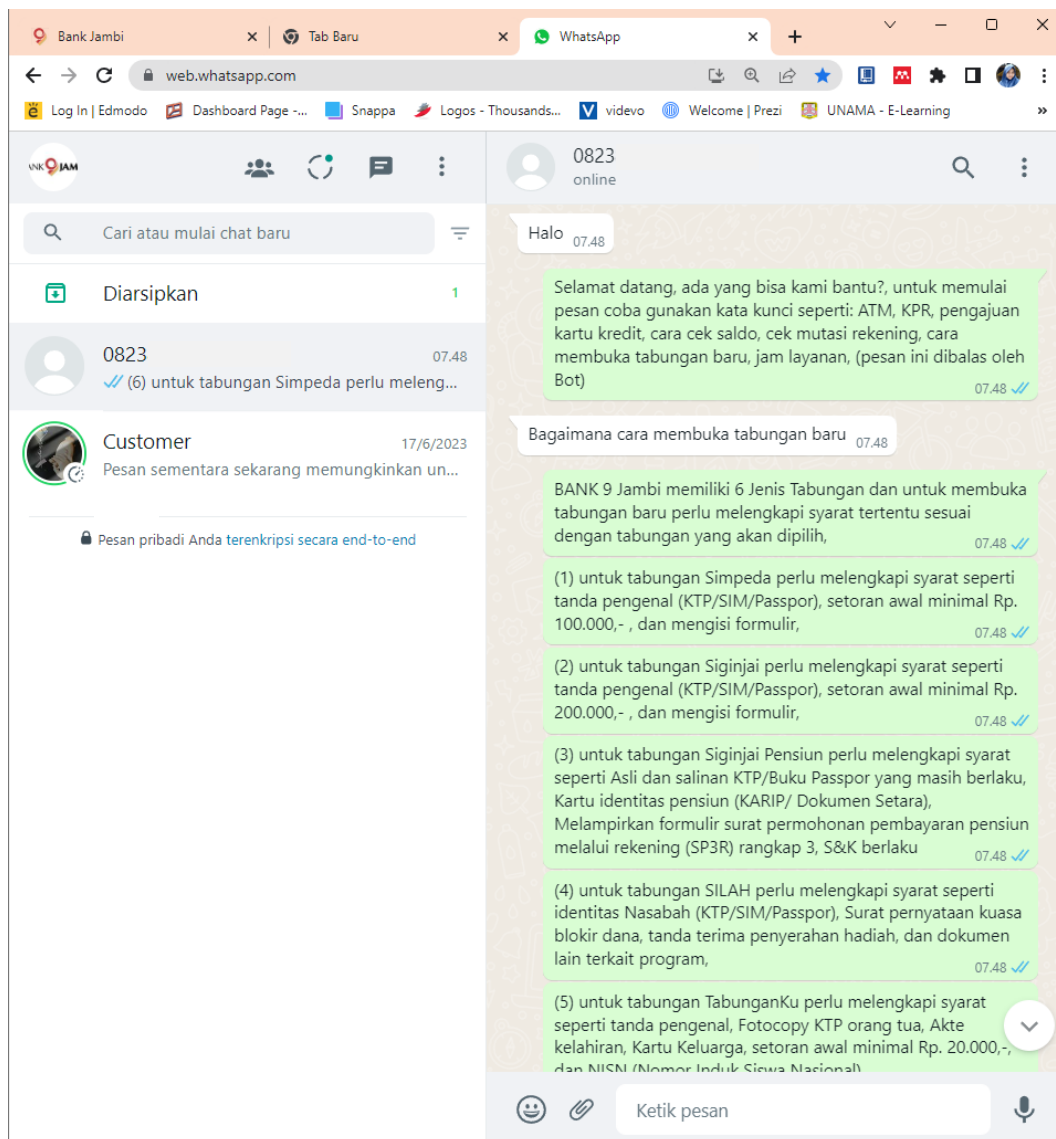 Bank Jambi
Tab Baru
WhatsApp
web.whatsapp.com
Log In | Edmodo
Dashboard Page -...
Snappa
Logos - Thousands...
videvo
Welcome | Prezi
UNAMA - E-Learning
»
ANK 9 JAM
0823
online
Cari atau mulai chat baru
Diarsipkan
1
0823
07.48
(6) untuk tabungan Simpeda perlu meleng...
Customer
17/6/2023
Pesan sementara sekarang memungkinkan un...
Pesan pribadi Anda terenkripsi secara end-to-end
Halo
07.48
Selamat datang, ada yang bisa kami bantu?, untuk memulai
pesan coba gunakan kata kunci seperti: ATM, KPR, pengajuan
kartu kredit, cara cek saldo, cek mutasi rekening, cara
membuka tabungan baru, jam layanan, (pesan ini dibalas oleh
Bot)
07.48
Bagaimana cara membuka tabungan baru
07.48
BANK 9 Jambi memiliki 6 Jenis Tabungan dan untuk membuka
tabungan baru perlu melengkapi syarat tertentu sesuai
dengan tabungan yang akan dipilih,
07.48
(1) untuk tabungan Simpeda perlu melengkapi syarat seperti
tanda pengenal (KTP/SIM/Passpor), setoran awal minimal Rp.
100.000,- , dan mengisi formulir,
07.48
(2) untuk tabungan Siginjai perlu melengkapi syarat seperti
tanda pengenal (KTP/SIM/Passpor), setoran awal minimal Rp.
200.000,- , dan mengisi formulir,
07.48
(3) untuk tabungan Siginjai Pensiun perlu melengkapi syarat
seperti Asli dan salinan KTP/Buku Passpor yang masih berlaku,
Kartu identitas pensiun (KARIP/ Dokumen Setara),
Melampirkan formulir surat permohonan pembayaran pensiun
melalui rekening (SP3R) rangkap 3, S&K berlaku
07.48
(4) untuk tabungan SILAH perlu melengkapi syarat seperti
identitas Nasabah (KTP/SIM/Passpor), Surat pernyataan kuasa
blokir dana, tanda terima penyerahan hadiah, dan dokumen
lain terkait program,
07.48
(5) untuk tabungan TabunganKu perlu melengkapi syarat
seperti tanda pengenal, Fotocopy KTP orang tua, Akte
kelahiran, Kartu Keluarga, setoran awal minimal Rp. 20.000,-,
dan NISN (Nomor Induk Siswa Nasional)
Ketik pesan